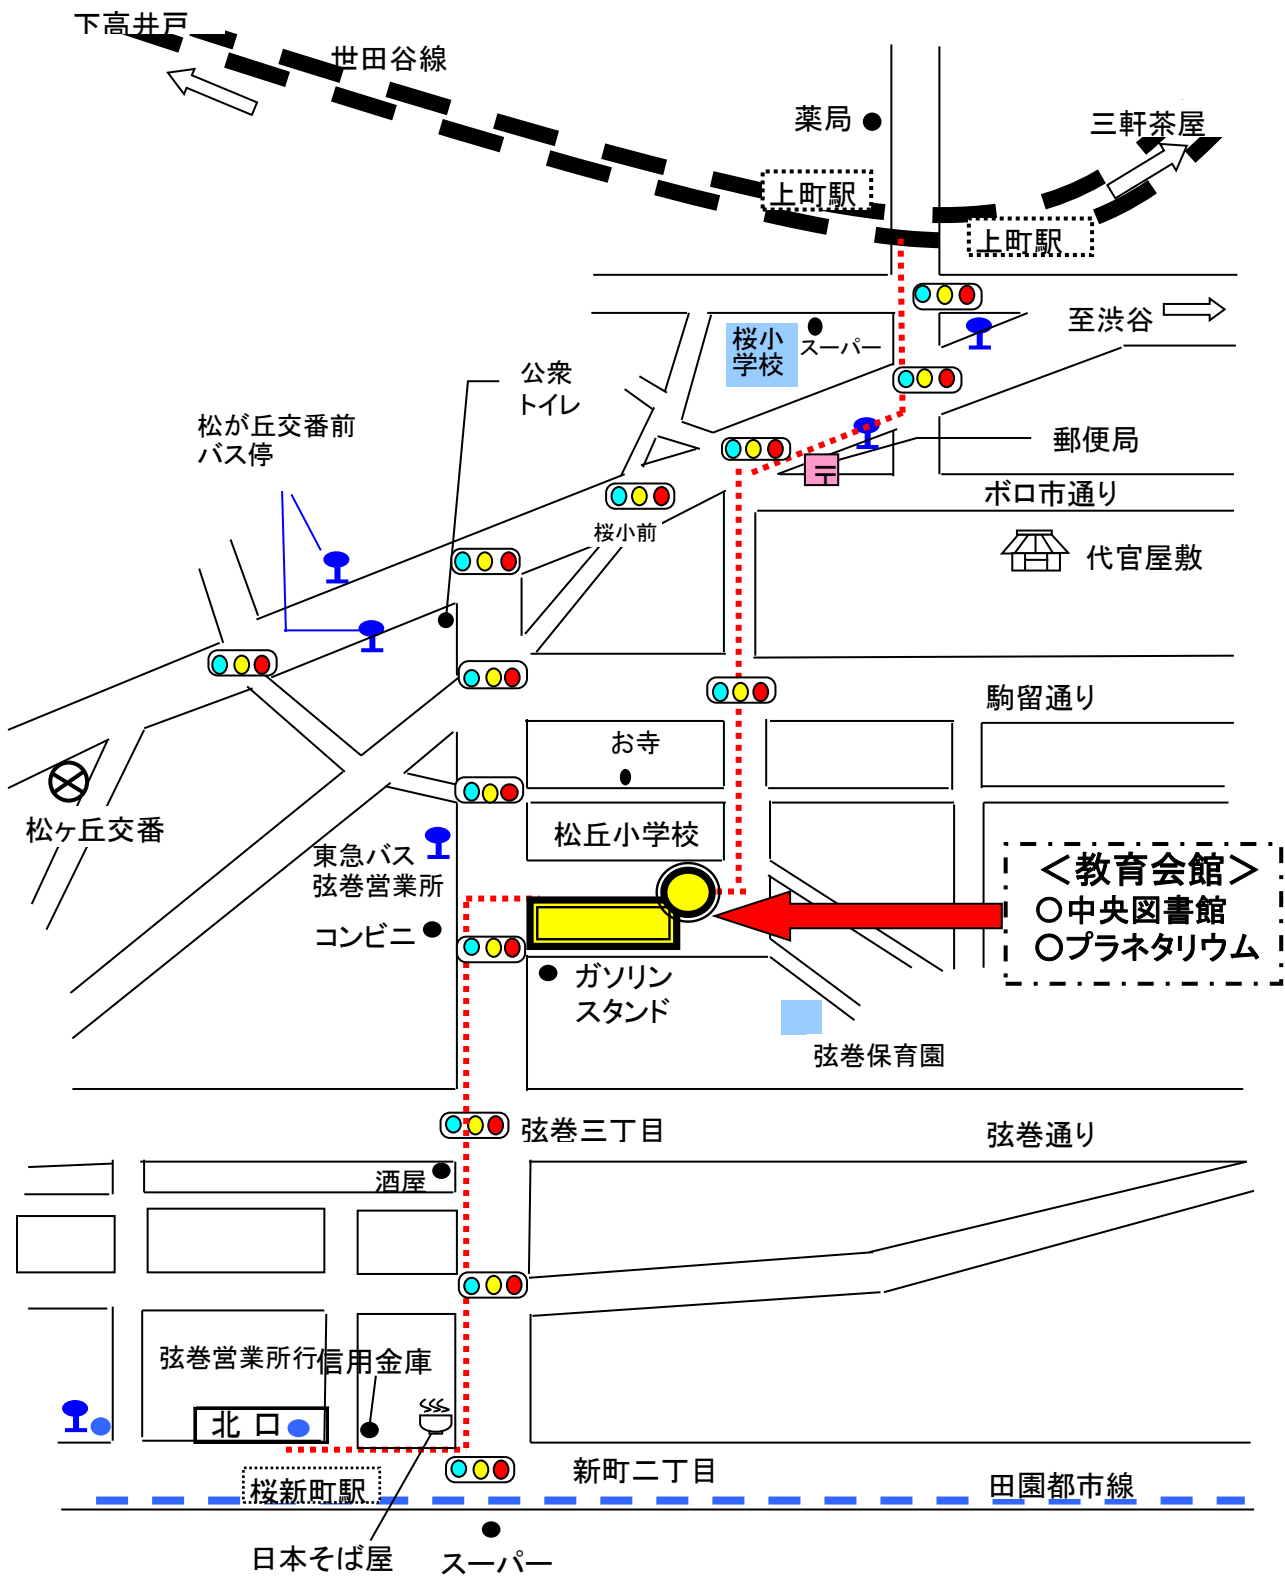 下高井戸
世田谷線
薬局
三軒茶屋
上町駅
上町駅
至渋谷
桜小
学校
スーパー
公衆
トイレ
松が丘交番前
バス停
郵便局
ボロ市通り
桜小前
代官屋敷
駒留通り
お寺
松ヶ丘交番
松丘小学校
東急バス
弦巻営業所
コンビニ
＜教育会館＞
○中央図書館
○プラネタリウム
ガソリン
スタンド
弦巻保育園
弦巻三丁目
弦巻通り
酒屋
弦巻営業所行
信用金庫
北口
新町二丁目
桜新町駅
田園都市線
日本そば屋
スーパー